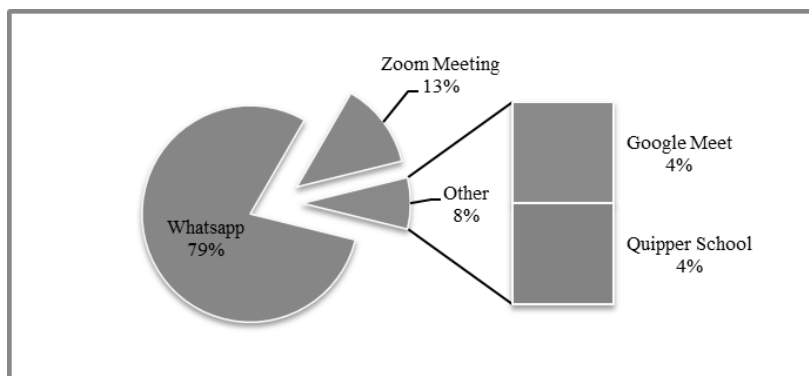 Zoom Meeting
13%
Whatsapp
79%
Other
8%
Google Meet
4%
Quipper School
4%